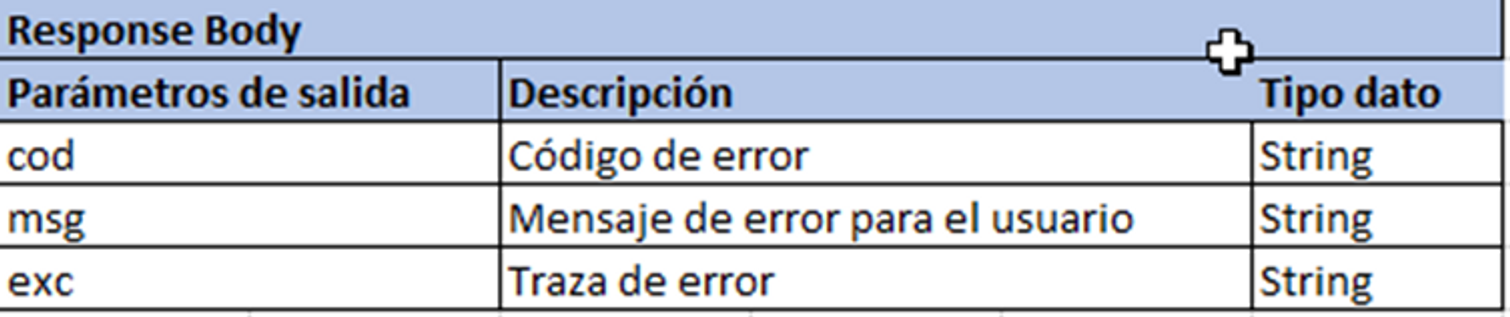 Response Body
Parámetros de salida Descripción Tipo dato
cod Código de error String
msg Mensaje de error para el usuario String
exc Traza de error String